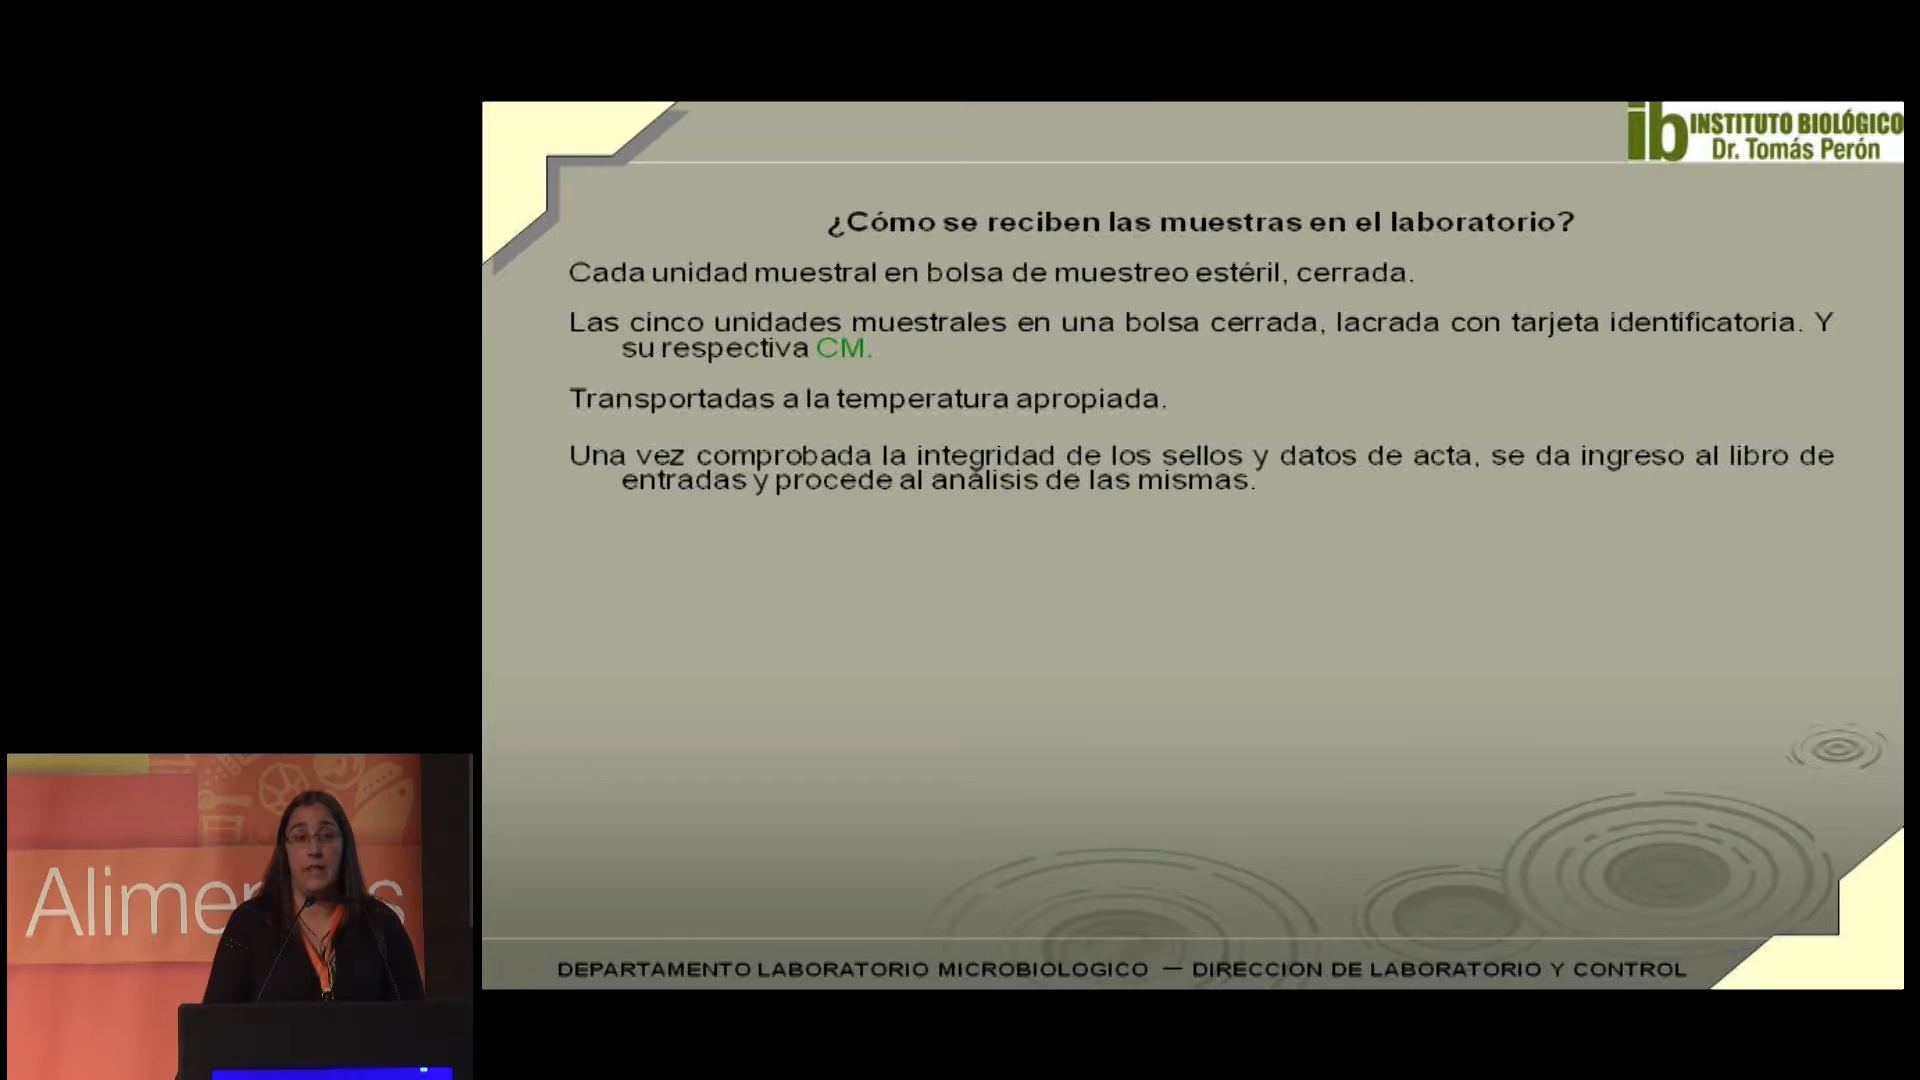 ib INSTITUTO BIOLÓGICO
Dr. Tomás Perón
¿Cómo se reciben las muestras en el laboratorio?
Cada unidad muestral en bolsa de muestreo estéril, cerrada.
Las cinco unidades muestrales en una bolsa cerrada, lacrada con tarjeta identificatoria. Y
su respectiva CM.
Transportadas a la temperatura apropiada.
Una vez comprobada la integridad de los sellos y datos de acta, se da ingreso al libro de
entradas y procede al análisis de las mismas.
DEPARTAMENTO LABORATORIO MICROBIOLOGICO — DIRECCION DE LABORATORIO Y CONTROL